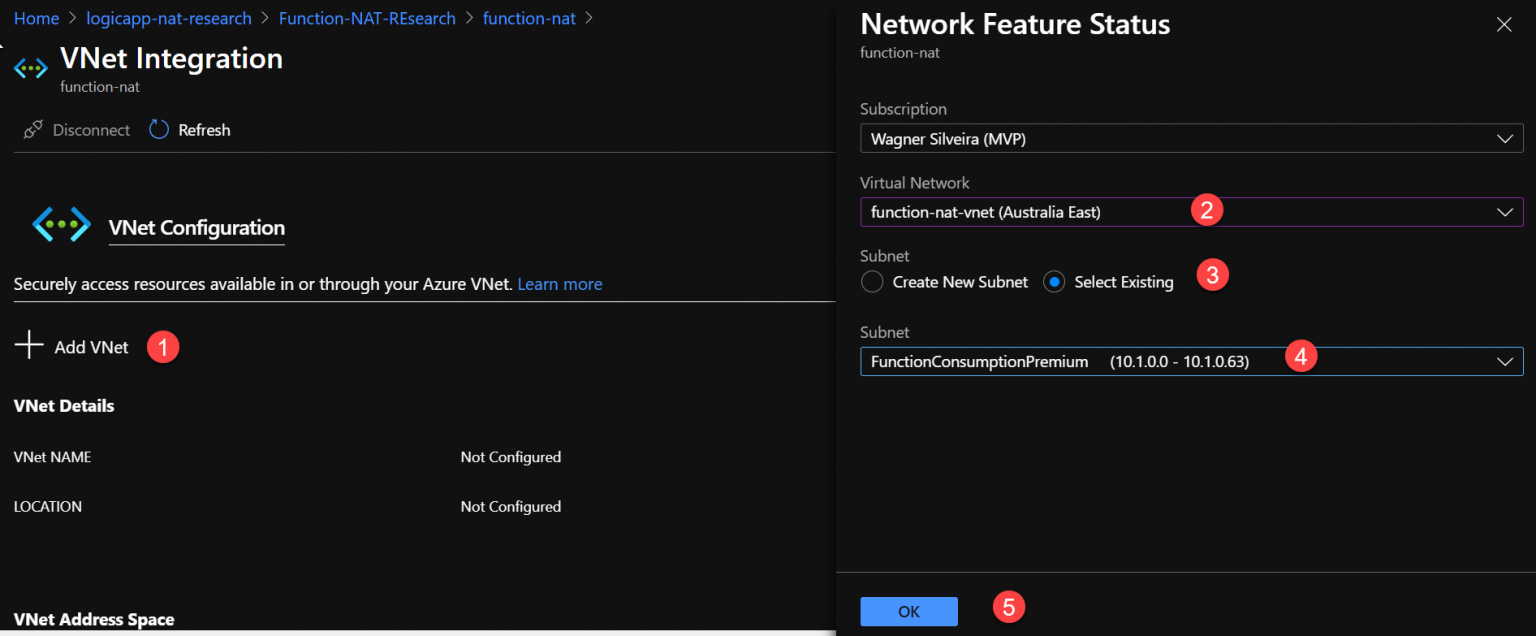 Home > logicapp-nat-research > Function-NAT-REsearch > function-nat >
VNet Integration
function-nat
Disconnect Refresh
VNet Configuration
Securely access resources available in or through your Azure VNet. Learn more
Add VNet 1
VNet Details
VNet NAME Not Configured
LOCATION Not Configured
VNet Address Space
Network Feature Status
function-nat
Subscription
Wagner Silveira (MVP)
Virtual Network
function-nat-vnet (Australia East) 2
Subnet
Create New Subnet Select Existing 3
Subnet
FunctionConsumptionPremium (10.1.0.0 - 10.1.0.63) 4
OK 5